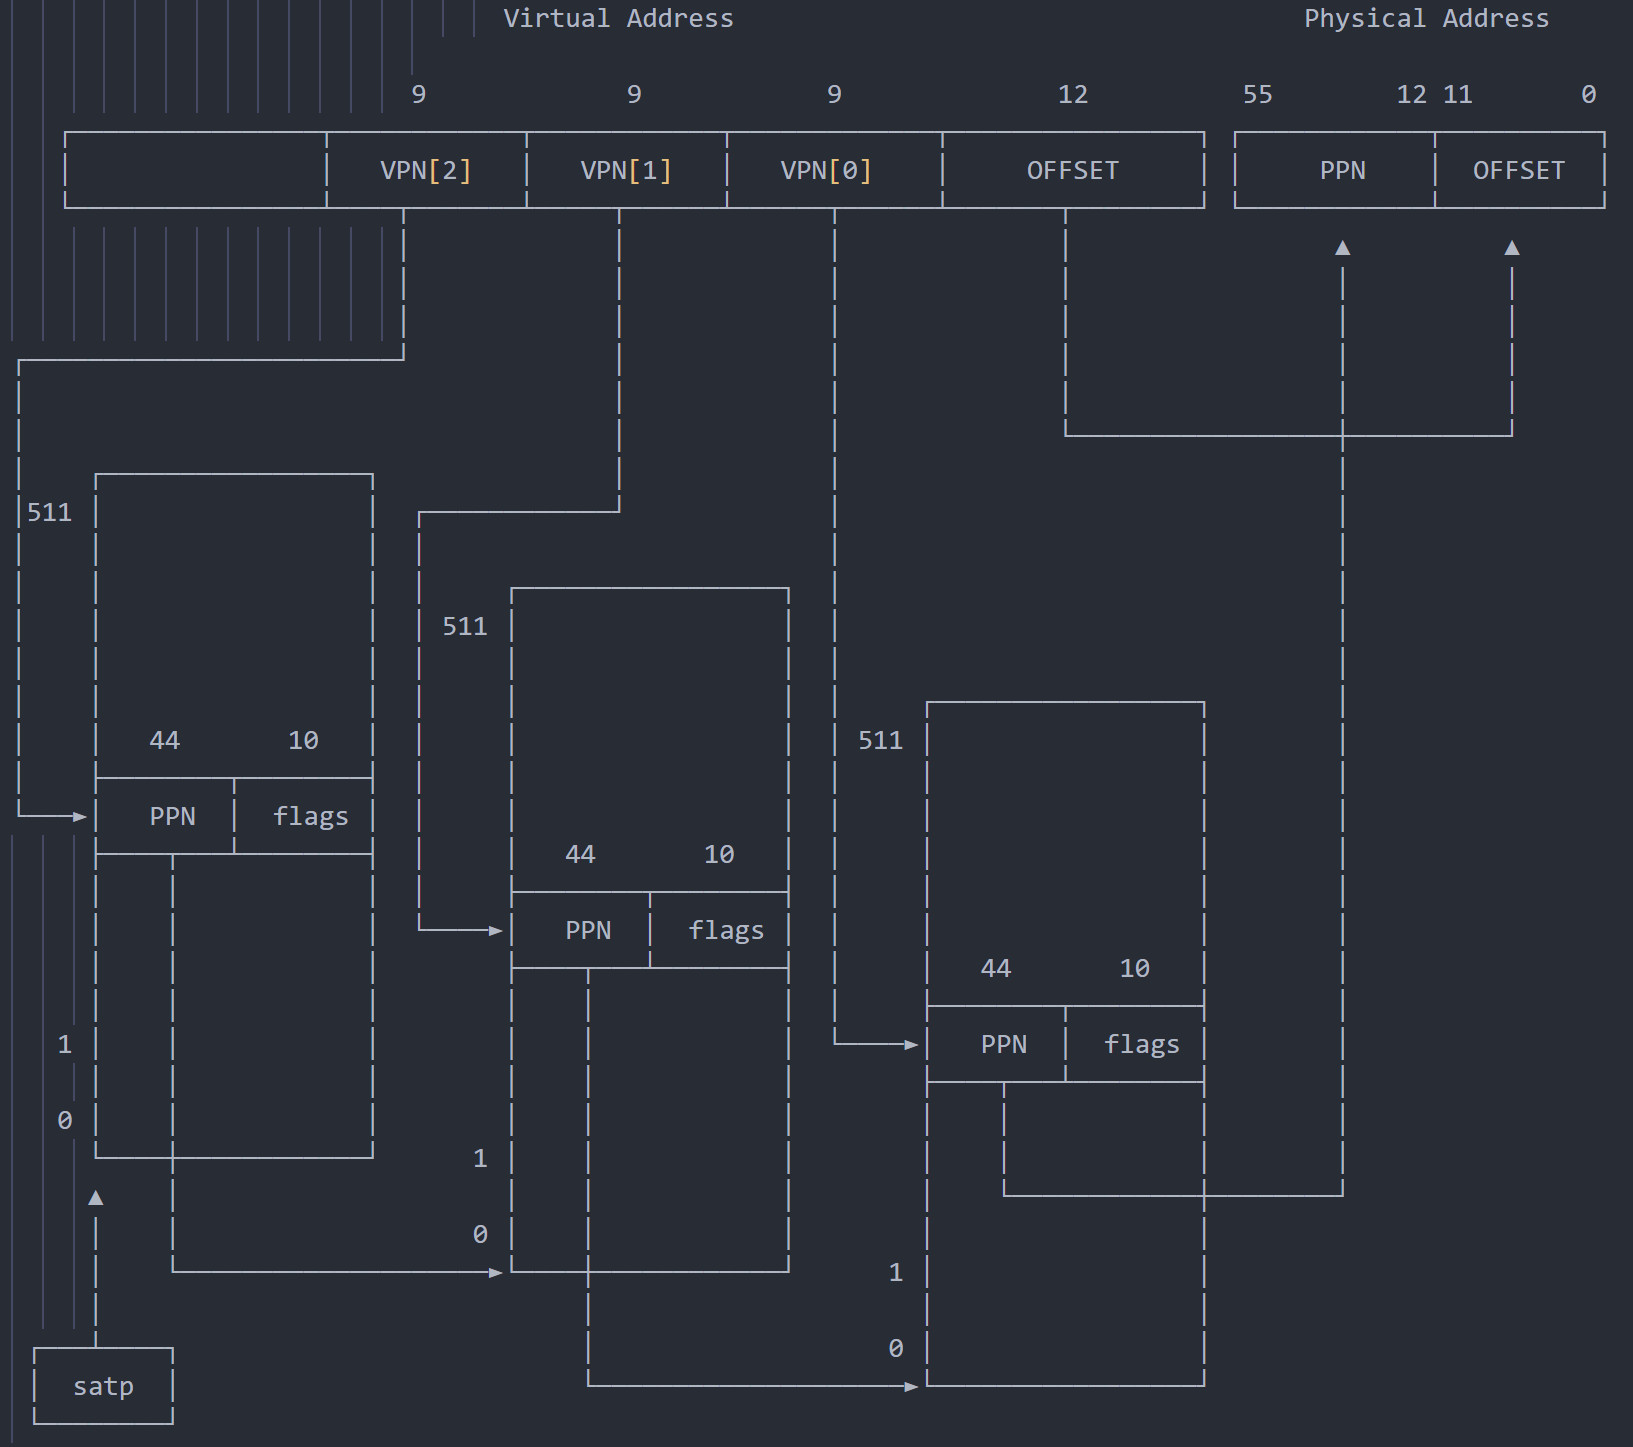 Virtual Address Physical Address
9 9 9 12 55 12 11 0
VPN[2] VPN[1] VPN[0] OFFSET PPN OFFSET
511
511
44 10 511
PPN flags
44 10
PPN flags
44 10
1 PPN flags
0
1
0
1
0
satp